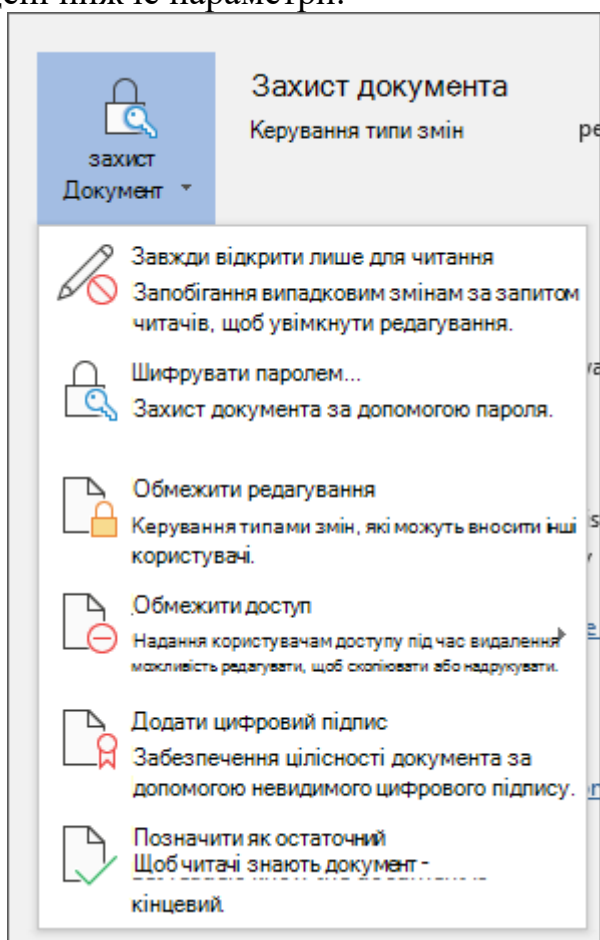 нижче параметри:
Захист документа
Керування типи змін
ре
захист
Документ
Завжди відкрити лише для читання
Запобігання випадковим змінам за запитом
читачів, щоб увімкнути редагування.
Шифрувати паролем...
Захист документа за допомогою пароля.
Обмежити редагування
Керування типами змін, які можуть вносити інші
користувачі.
Обмежити доступ
Надання користувачам доступу під час видалення
можливість редагувати, щоб скопіювати або надрукувати.
Додати цифровий підпис
Забезпечення цілісності документа за
допомогою невидимого цифрового підпису.
Позначити як остаточний
Щоб читачі знають документ -
кінцевий.